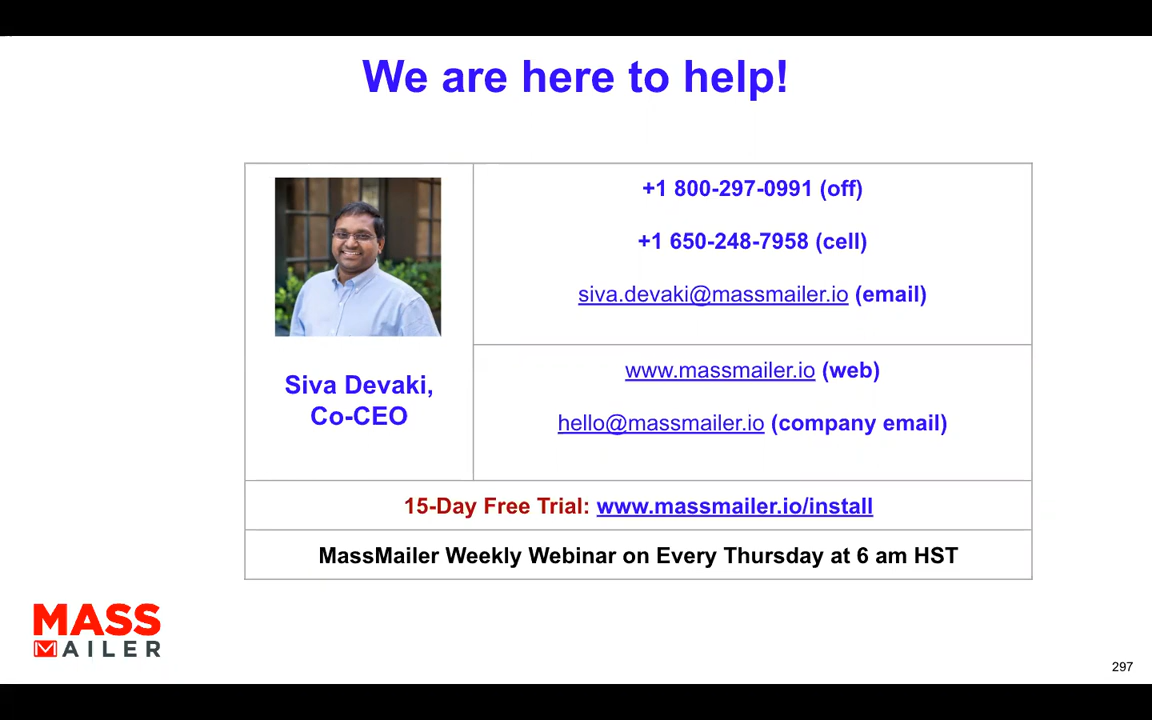 We are here to help!
+1 800-297-0991 (off)
+1 650-248-7958 (cell)
siva.devaki@massmailer.io (email)
Siva Devaki,
Co-CEO
www.massmailer.io (web)
hello@massmailer.io (company email)
15-Day Free Trial: www.massmailer.io/install
MassMailer Weekly Webinar on Every Thursday at 6 am HST
MASS
MAILER
297